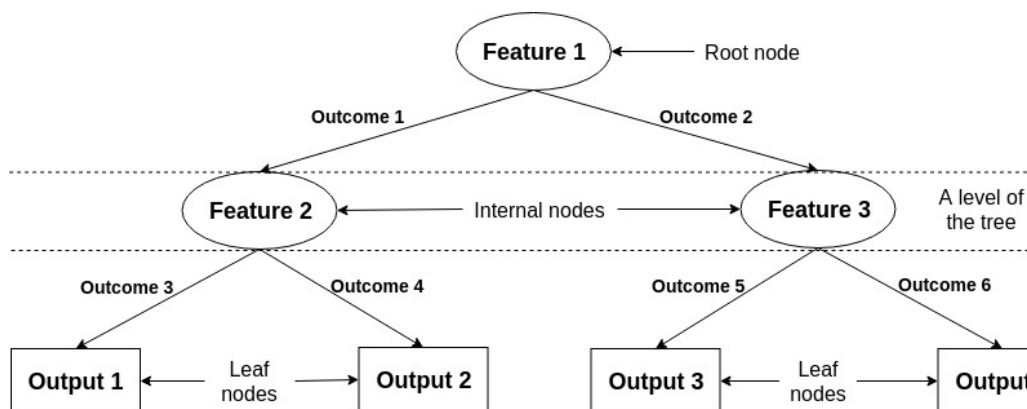 Feature 1
Root node
Outcome 1
Outcome 2
Feature 2
Internal nodes
Feature 3
A level of
the tree
Outcome 3
Outcome 4
Outcome 5
Outcome 6
Output 1
Leaf
nodes
Output 2
Output 3
Leaf
nodes
Output